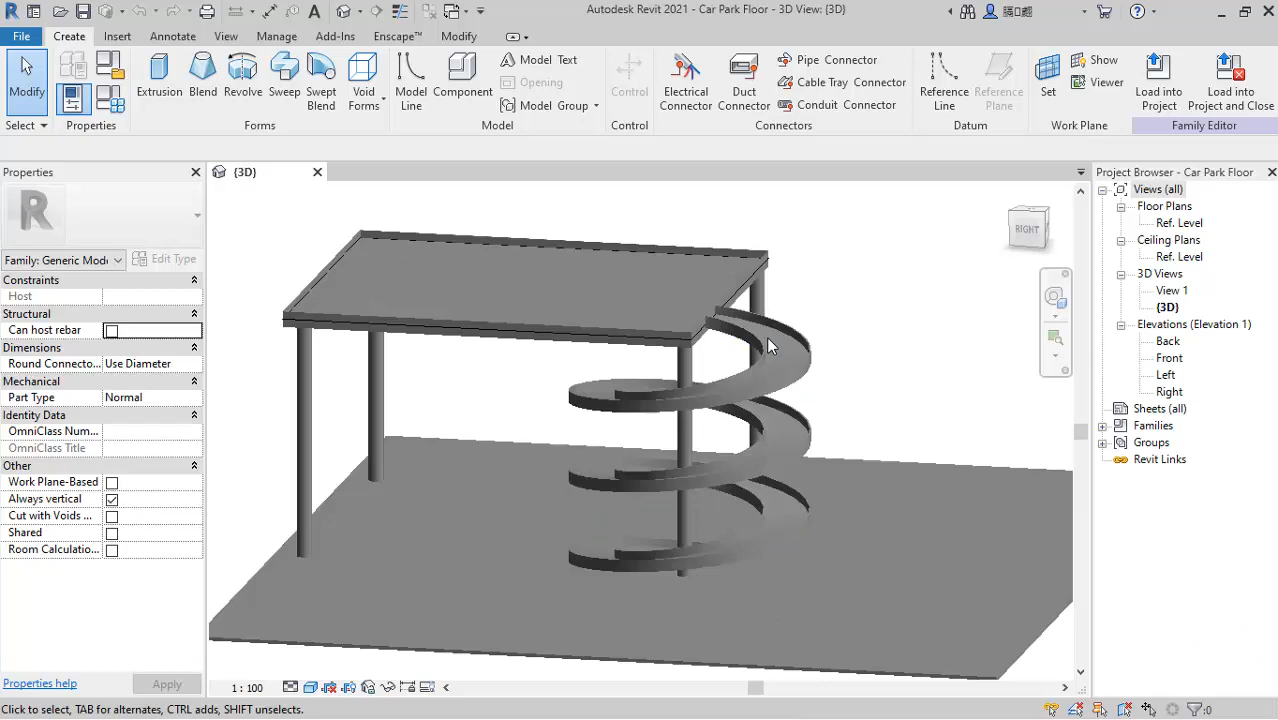 Autodesk Revit 2021 - Car Park Floor - 3D View: {3D}
File Create Insert Annotate View Manage Add-Ins Enscape™ Modify
Modify
Select
Properties
Extrusion Blend Revolve Sweep Swept Blend Void Forms
Forms
Model Line Component Model Text
Opening
Model Group
Model
Control
Control
Electrical Connector Duct Connector Pipe Connector
Cable Tray Connector
Conduit Connector
Connectors
Reference Line Reference Plane
Datum
Set Show
Viewer
Work Plane
Load into Project Load into Project and Close
Family Editor
Properties
{3D}
Project Browser - Car Park Floor
R
Family: Generic Mode
Edit Type
Constraints
Host
Structural
Can host rebar
Dimensions
Round Connecto... Use Diameter
Mechanical
Part Type Normal
Identity Data
OmniClass Num...
OmniClass Title
Other
Work Plane-Based
Always vertical
Cut with Voids ...
Shared
Room Calculatio...
Properties help
Apply
RIGHT
Views (all)
Floor Plans
Ref. Level
Ceiling Plans
Ref. Level
3D Views
View 1
{3D}
Elevations (Elevation 1)
Back
Front
Left
Right
Sheets (all)
Families
Groups
Revit Links
1 : 100
Click to select, TAB for alternates, CTRL adds, SHIFT unselects.
:0